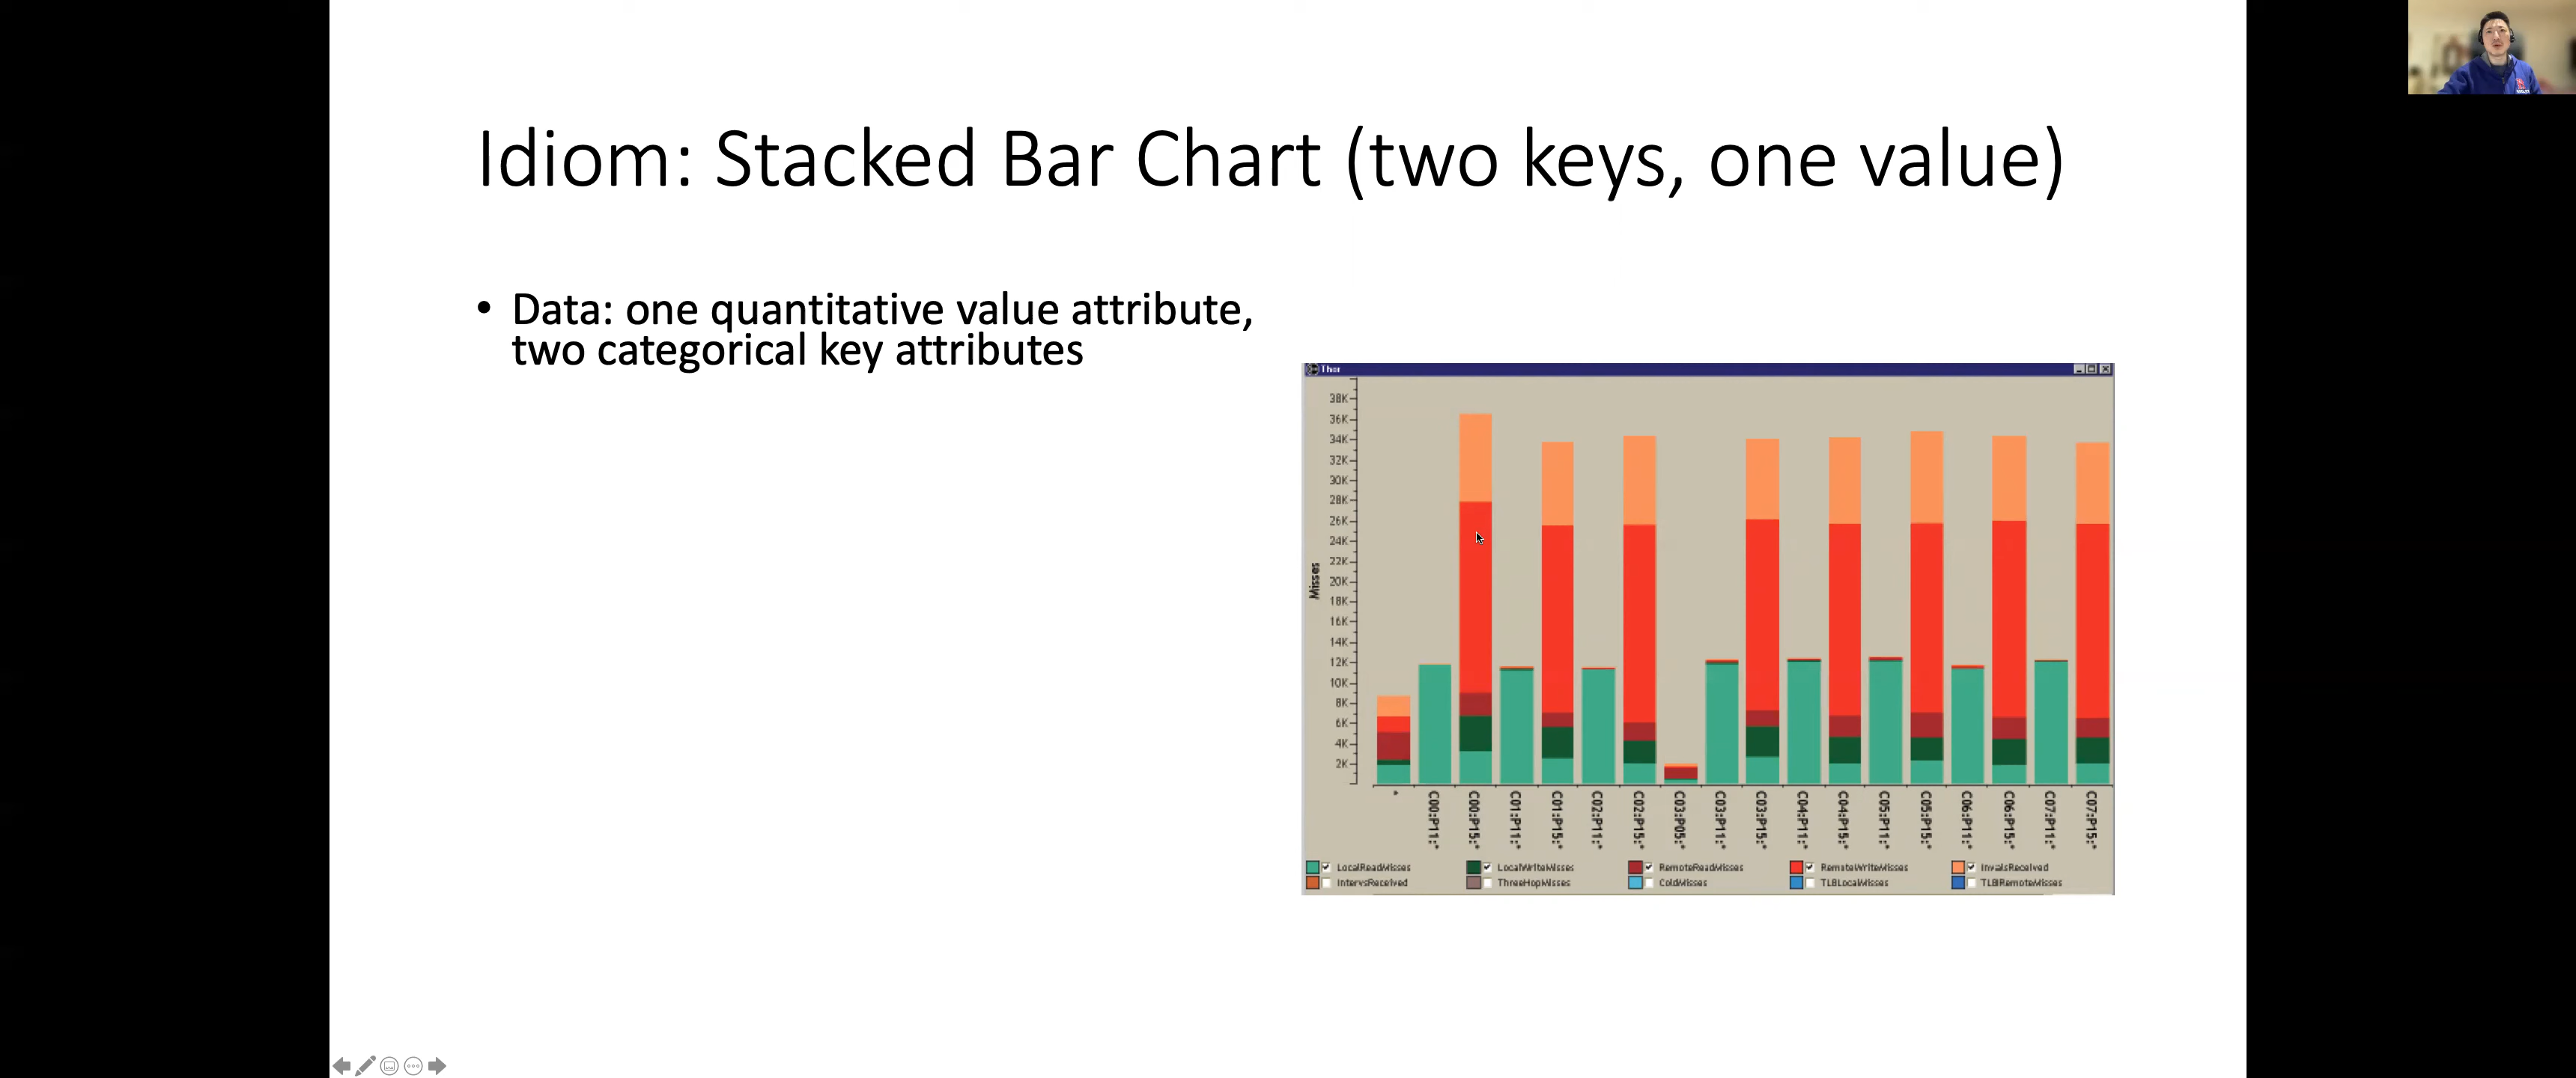 Idiom: Stacked Bar Chart (two keys, one value)
• Data: one quantitative value attribute,
two categorical key attributes
Thor
38K
36K
34K
32K
30K
28K
26K
24K
22K
20K
18K
16K
14K
12K
10K
8K
6K
4K
2K
Misses
*
C00:P11:*
C00:P15:*
C01:P11:*
C01:P15:*
C02:P11:*
C02:P15:*
C03:P05:*
C03:P11:*
C03:P15:*
C04:P11:*
C04:P15:*
C05:P11:*
C05:P15:*
C06:P11:*
C06:P15:*
C07:P11:*
C07:P15:*
LocalReadMisses LocalWriteMisses RemoteReadMisses RemoteWriteMisses InvalsReceived
IntervsReceived ThreeHopMisses ColdMisses TLBLocalMisses TLBRemoteMisses